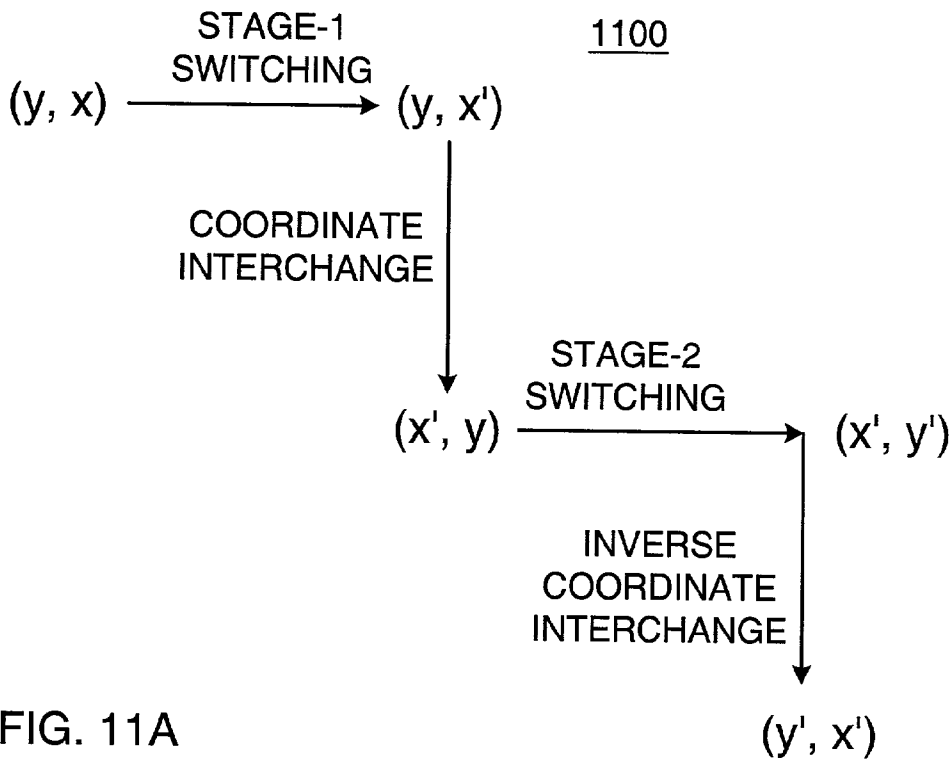 STAGE-1
SWITCHING
1100
(y, x)
(y, x')
COORDINATE
INTERCHANGE
STAGE-2
SWITCHING
(x', y)
(x', y')
INVERSE
COORDINATE
INTERCHANGE
FIG. 11A
(y', x')